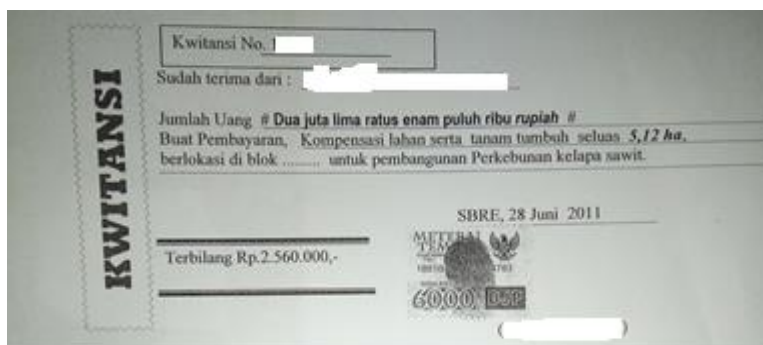 KWITANSI
Kwitansi No.
Sudah terima dari :
Jumlah Uang # Dua juta lima ratus enam puluh ribu rupiah #
Buat Pembayaran, Kompensasi lahan serta tanam tumbuh seluas 5,12 ha,
berlokasi di blok ......... untuk pembangunan Perkebunan kelapa sawit.
SBRE, 28 Juni 2011
METERAI
TEMPEL
Terbilang Rp.2.560.000,-
6000 DJP
( )